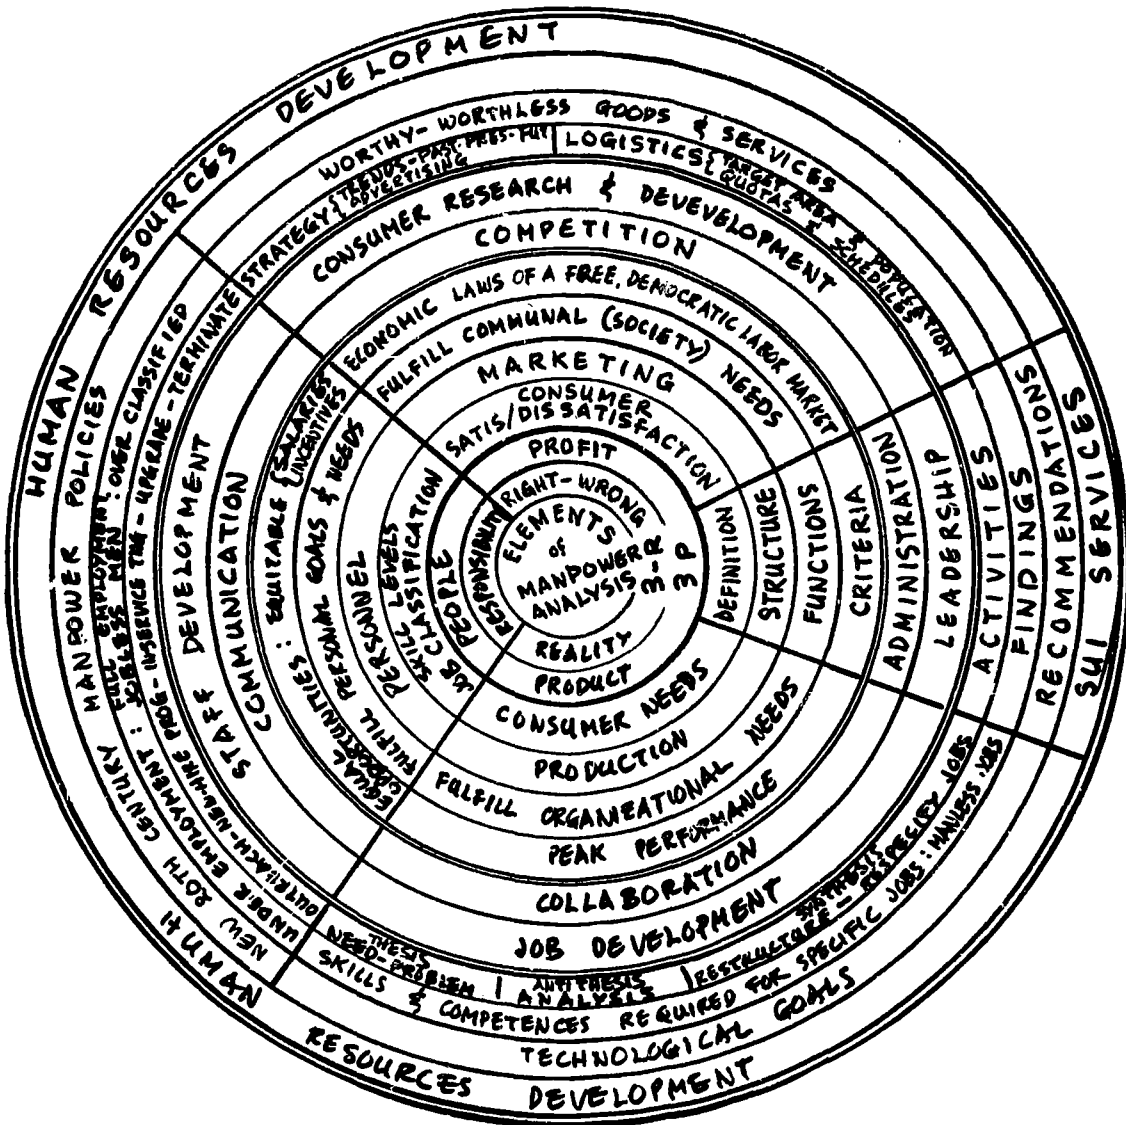 HUMAN RESOURCES DEVELOPMENT
WORTHY-WORTHLESS GOODS & SERVICES
STRATEGY { TRENDS-PAST-PRES-FUT
ADVERTISING
LOGISTICS { TARGET AREA & POPULATION
QUOTAS & SCHEDULES
CONSUMER RESEARCH & DEVEVELOPMENT
COMPETITION
ECONOMIC LAWS OF A FREE, DEMOCRATIC LABOR MARKET
FULFILL COMMUNAL (SOCIETY) NEEDS
MARKETING
CONSUMER
SATIS/DISSATISFACTION
PROFIT
RIGHT-WRONG
ELEMENTS
of
MANPOWER
ANALYSIS
3-R
3 P
REALITY
PRODUCT
CONSUMER NEEDS
PRODUCTION
FULFILL ORGANIZATIONAL NEEDS
PEAK PERFORMANCE
COLLABORATION
JOB DEVELOPMENT
THESIS
NEED-PROBLEM
ANTITHESIS
ANALYSIS
SYNTHESIS
RESTRUCTURE - RESPECIFY JOBS
SKILLS & COMPETENCES REQUIRED FOR SPECIFIC JOBS: MANLESS JOBS
TECHNOLOGICAL GOALS
HUMAN RESOURCES DEVELOPMENT
RESPONSIBILITY
PEOPLE
JOB CLASSIFICATION
SKILL LEVELS
PERSONNEL
FULFILL PERSONAL GOALS & NEEDS
EQUAL OPPORTUNITIES: EQUITABLE { SALARIES
INCENTIVES
COMMUNICATION
STAFF DEVELOPMENT
OUTREACH-NEW-HIRE PROG-INSERVICE TNG-UPGRADE-TERMINATE
UNDER EMPLOYMENT: FULL EMPLOYMENT: OVER CLASSIFIED
JOBLESS MEN
NEW 20TH CENTURY MANPOWER POLICIES
DEFINITION
STRUCTURE
FUNCTIONS
CRITERIA
ADMINISTRATION
LEADERSHIP
ACTIVITIES
FINDINGS
RECOMMENDATIONS
SUI SERVICES